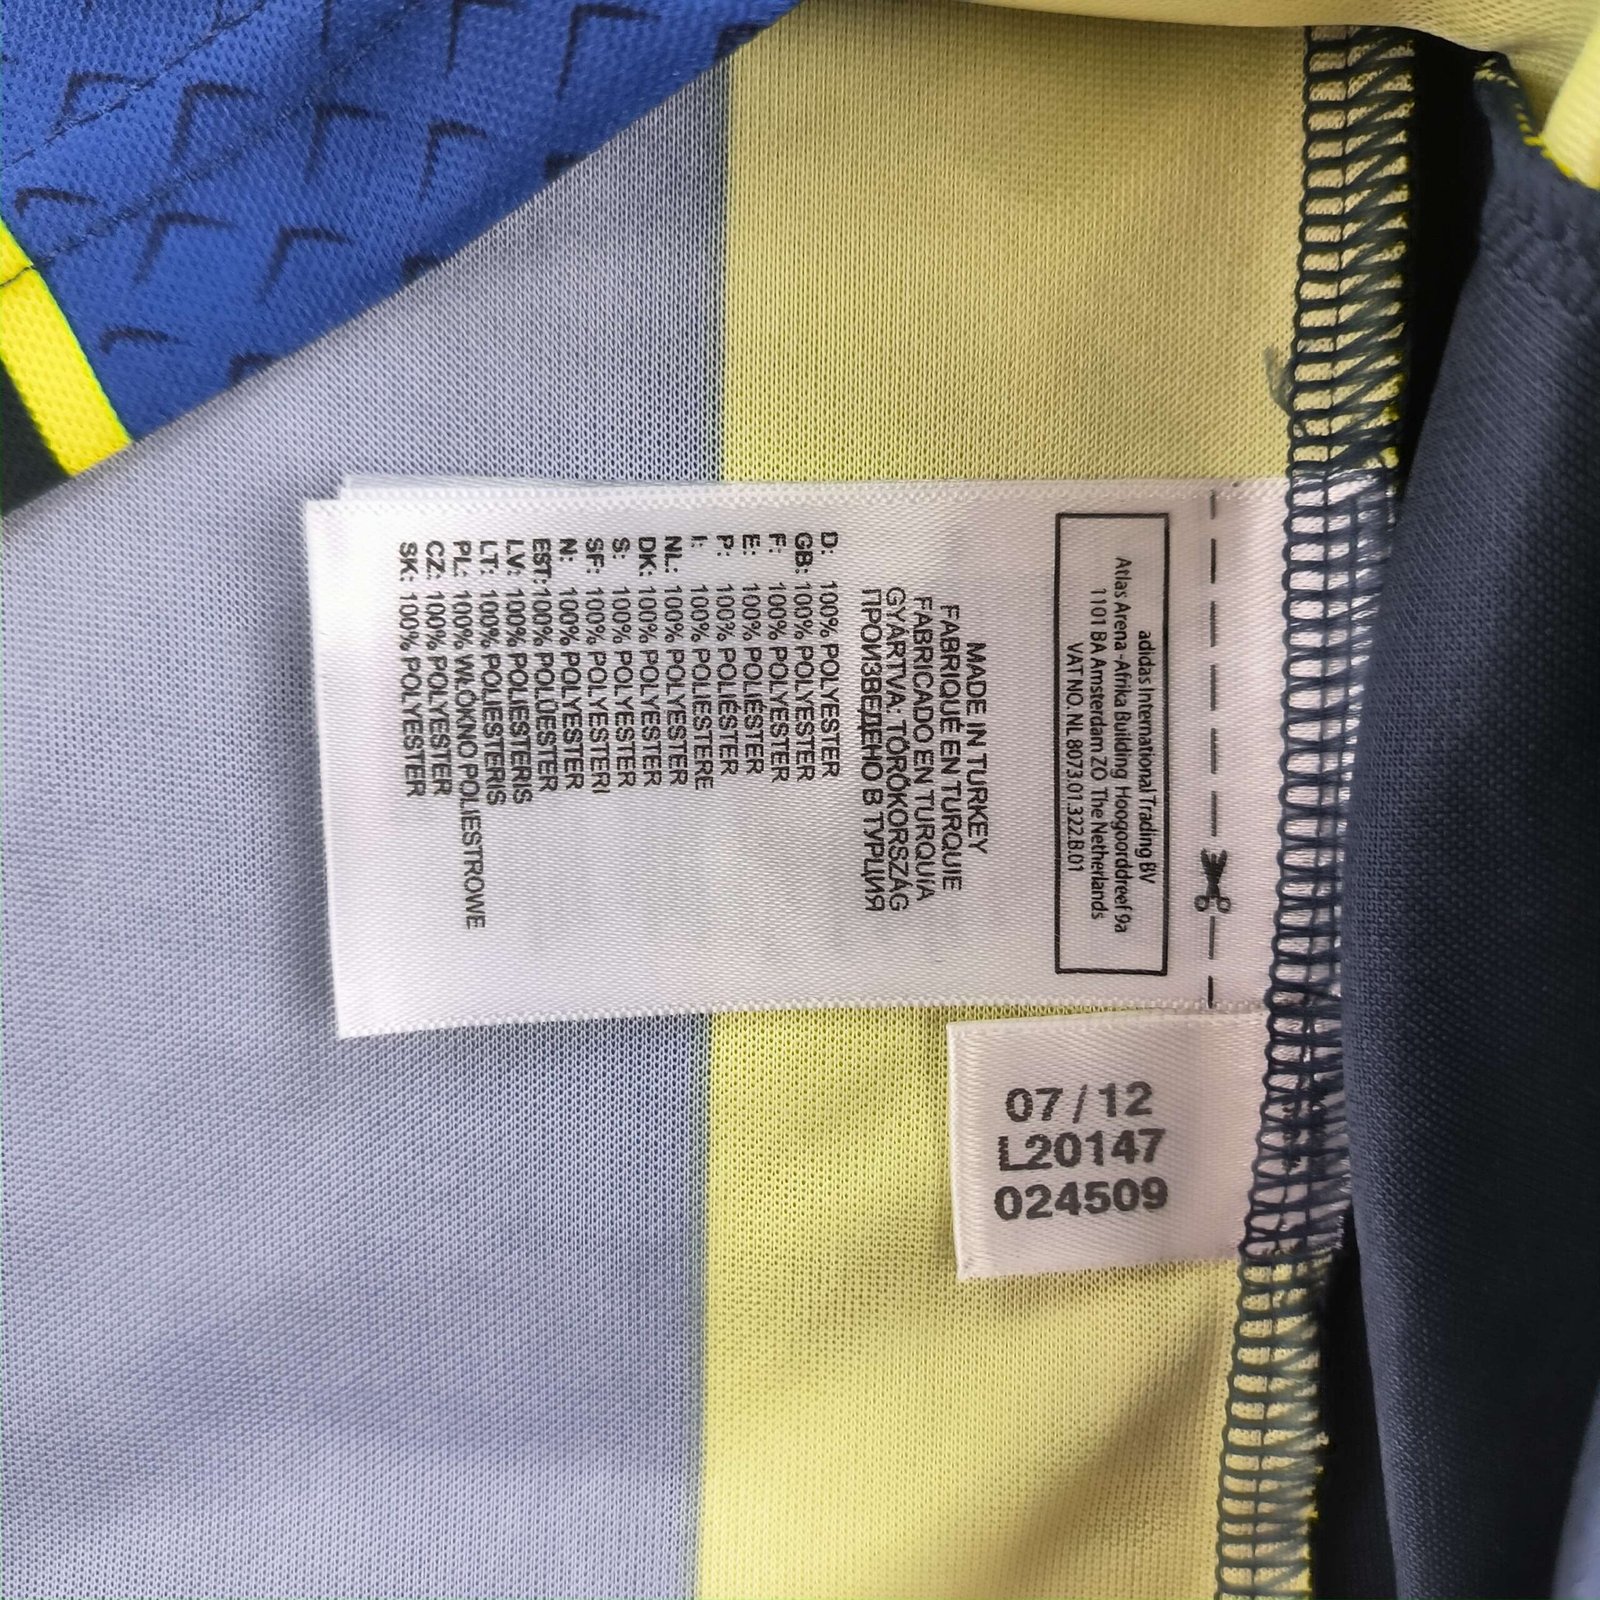 adidas International Trading BV
Atlas Arena -Afrika Building Hoogoorddreef 9a
1101 BA Amsterdam ZO The Netherlands
VAT NO. NL 8073.01.322.B.01
MADE IN TURKEY
FABRIQUÉ EN TURQUIE
FABRICADO EN TURQUÍA
GYÁRTVA: TÖRÖKORSZÁG
ПРОИЗВЕДЕНО В ТУРЦИЯ
D: 100% POLYESTER
GB: 100% POLYESTER
F: 100% POLYESTER
E: 100% POLIÉSTER
P: 100% POLIÉSTER
I: 100% POLIESTERE
NL: 100% POLYESTER
DK: 100% POLYESTER
S: 100% POLYESTER
SF: 100% POLYESTERI
N: 100% POLYESTER
EST: 100% POLÜESTER
LV: 100% POLIESTERIS
LT: 100% POLIESTERIS
PL: 100% WLÓKNO POLIESTROWE
CZ: 100% POLYESTER
SK: 100% POLYESTER
07/12
L20147
024509